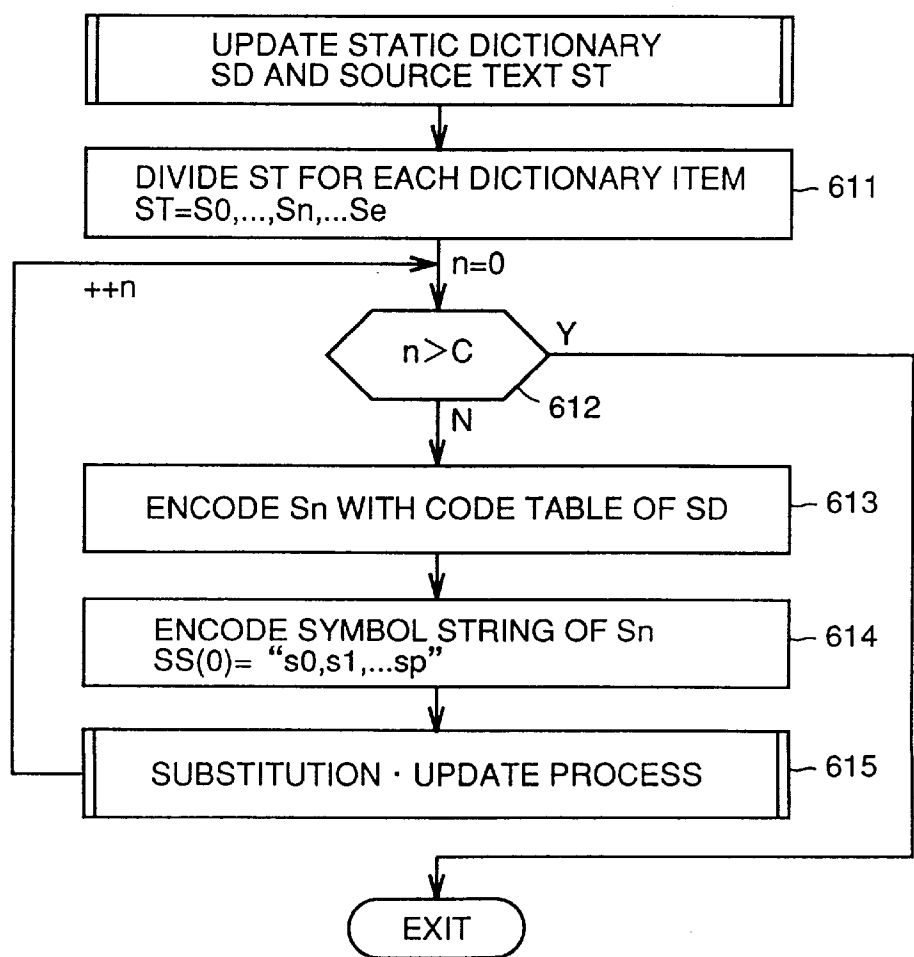 UPDATE STATIC DICTIONARY
SD AND SOURCE TEXT ST
DIVIDE ST FOR EACH DICTIONARY ITEM
ST=S0,...,Sn,...Se
611
n=0
++n
n>C
Y
612
N
ENCODE Sn WITH CODE TABLE OF SD
613
ENCODE SYMBOL STRING OF Sn
SS(0)= “s0,s1,...sp”
614
SUBSTITUTION · UPDATE PROCESS
615
EXIT